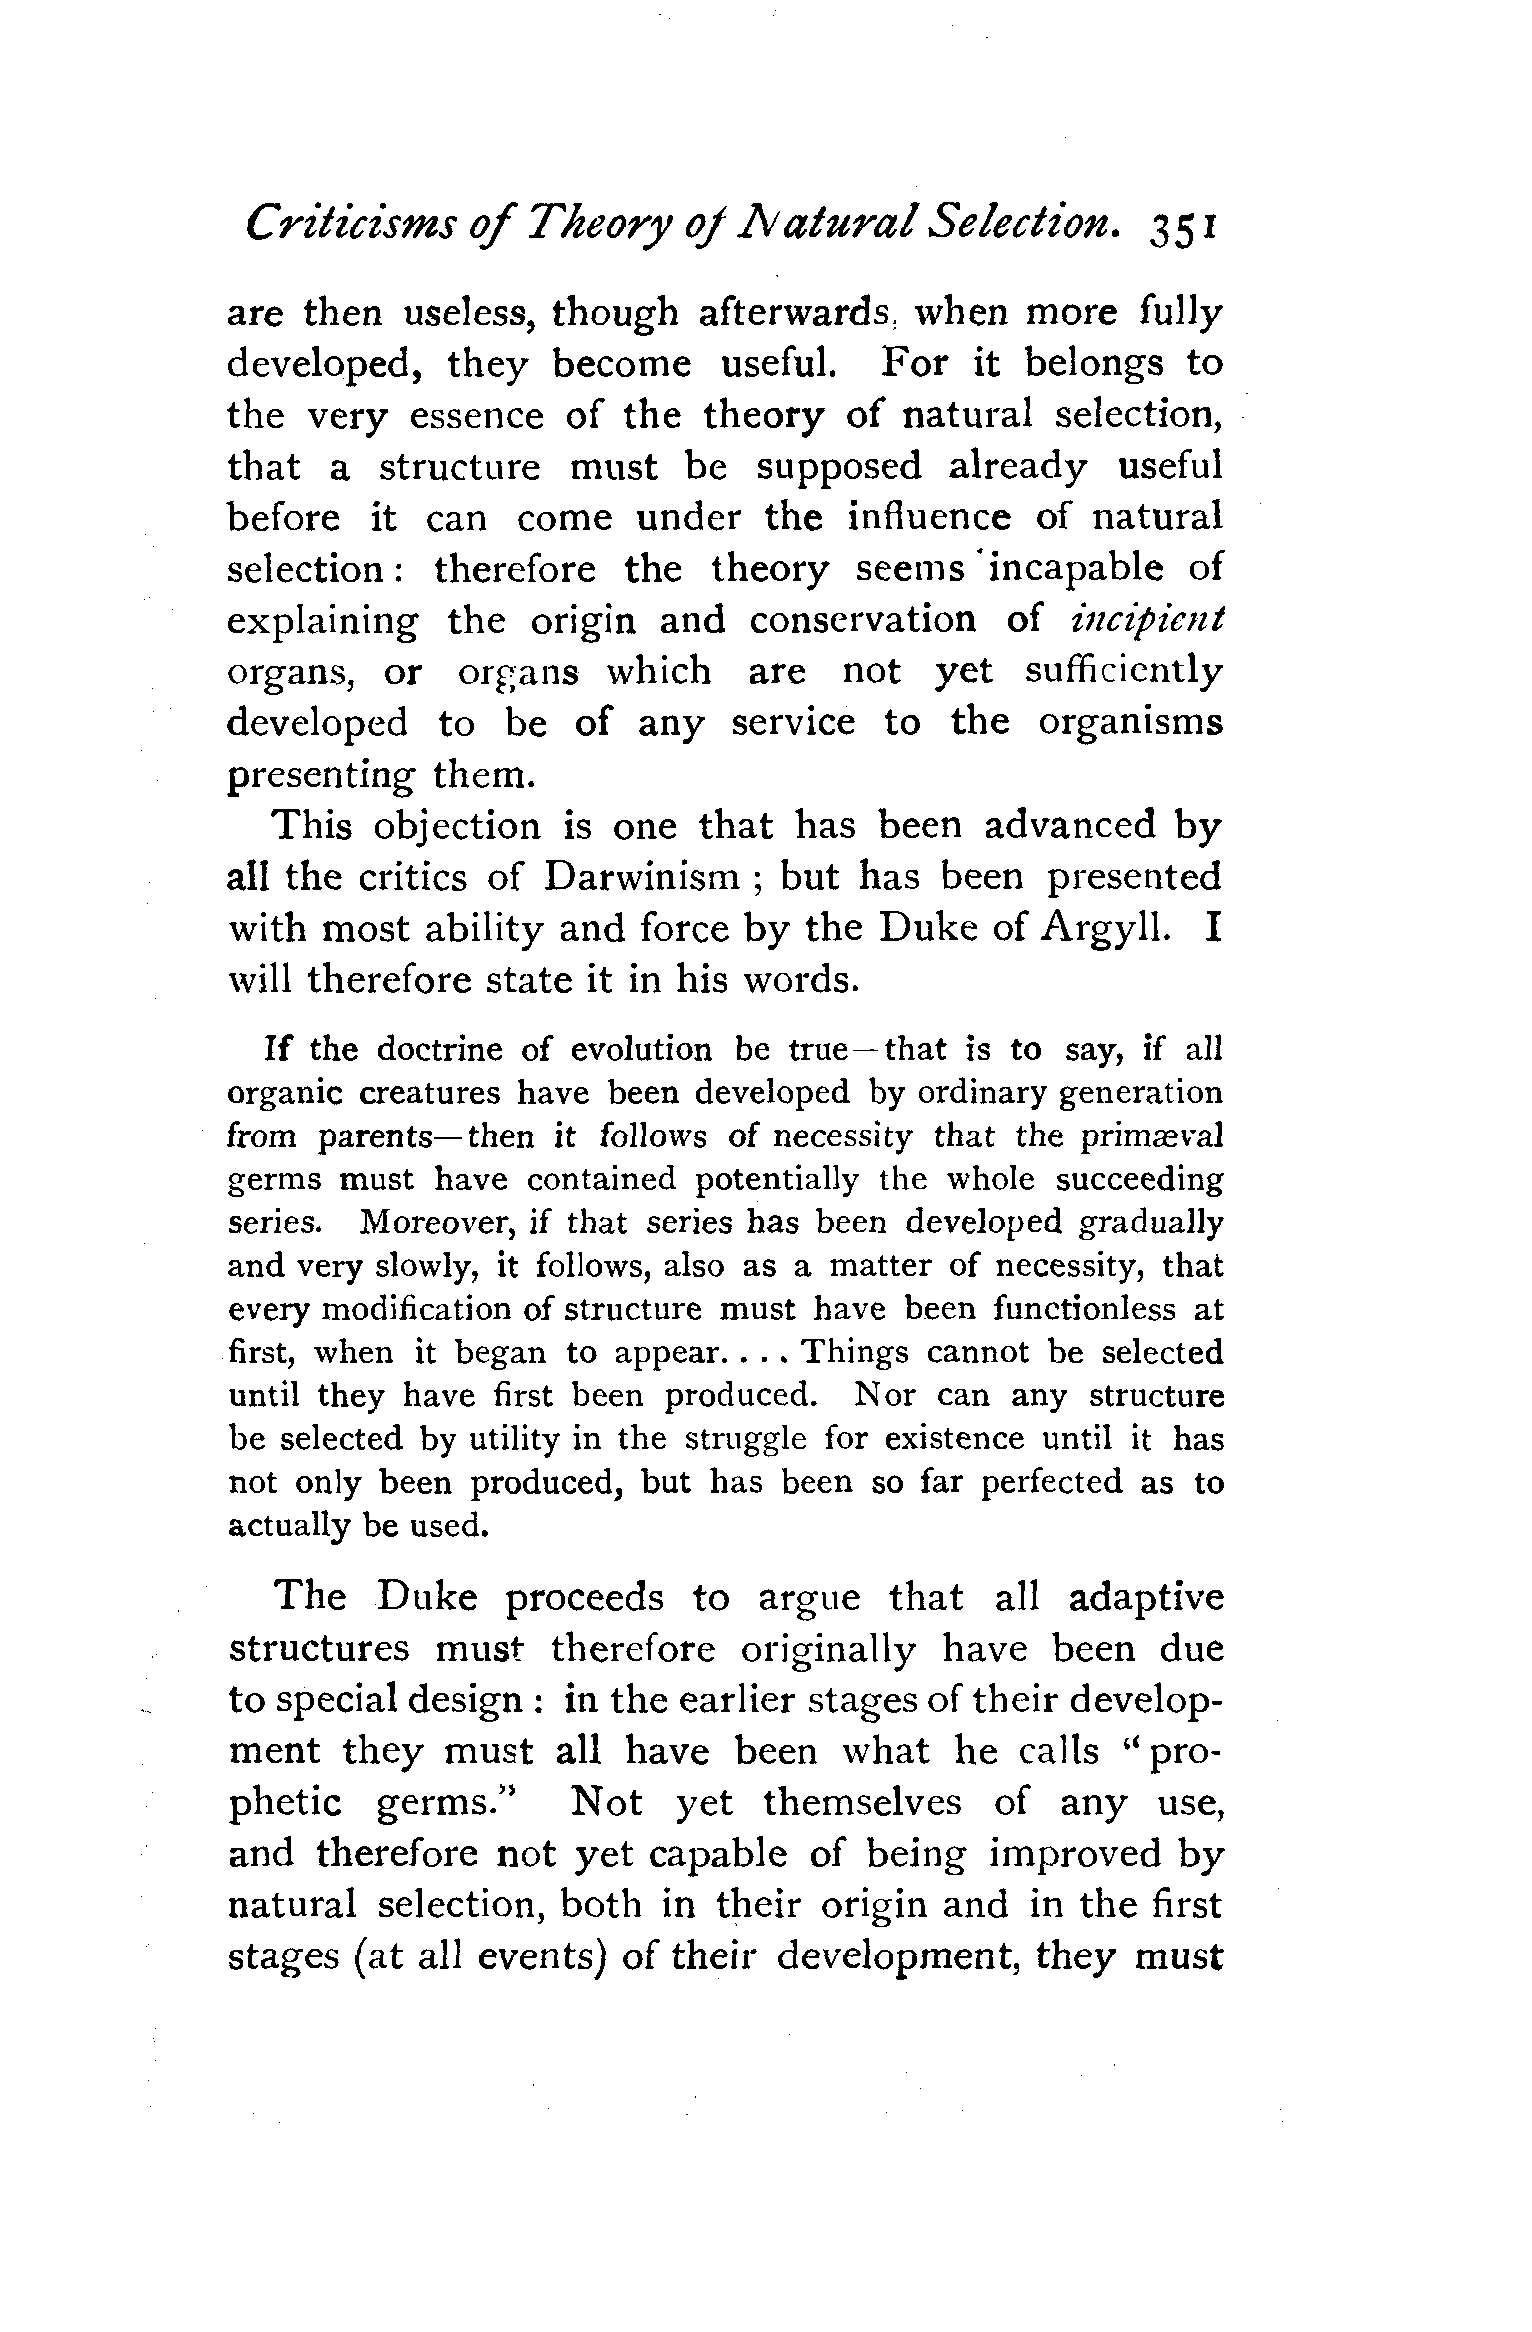 Criticisms of Theory of Natural Selection. 351
are then useless, though afterwards, when more fully
developed, they become useful. For it belongs to
the very essence of the theory of natural selection,
that a structure must be supposed already useful
before it can come under the influence of natural
selection : therefore the theory seems incapable of
explaining the origin and conservation of incipient
organs, or organs which are not yet sufficiently
developed to be of any service to the organisms
presenting them.
This objection is one that has been advanced by
all the critics of Darwinism ; but has been presented
with most ability and force by the Duke of Argyll. I
will therefore state it in his words.
If the doctrine of evolution be true—that is to say, if all
organic creatures have been developed by ordinary generation
from parents—then it follows of necessity that the primæval
germs must have contained potentially the whole succeeding
series. Moreover, if that series has been developed gradually
and very slowly, it follows, also as a matter of necessity, that
every modification of structure must have been functionless at
first, when it began to appear. . . . Things cannot be selected
until they have first been produced. Nor can any structure
be selected by utility in the struggle for existence until it has
not only been produced, but has been so far perfected as to
actually be used.
The Duke proceeds to argue that all adaptive
structures must therefore originally have been due
to special design : in the earlier stages of their develop-
ment they must all have been what he calls “pro-
phetic germs.” Not yet themselves of any use,
and therefore not yet capable of being improved by
natural selection, both in their origin and in the first
stages (at all events) of their development, they must